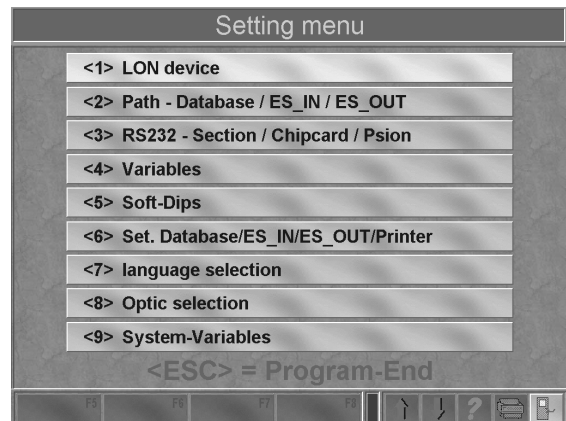 Setting menu
<1> LON device
<2> Path - Database / ES_IN / ES_OUT
<3> RS232 - Section / Chipcard / Psion
<4> Variables
<5> Soft-Dips
<6> Set. Database/ES_IN/ES_OUT/Printer
<7> language selection
<8> Optic selection
<9> System-Variables
<ESC> = Program-End
F5 F6 F7 F8 ?